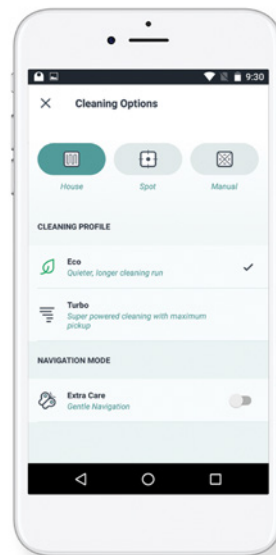 9:30
Cleaning Options
House Spot Manual
CLEANING PROFILE
Eco
Quieter, longer cleaning run
Turbo
Super powered cleaning with maximum
pickup
NAVIGATION MODE
Extra Care
Gentle Navigation